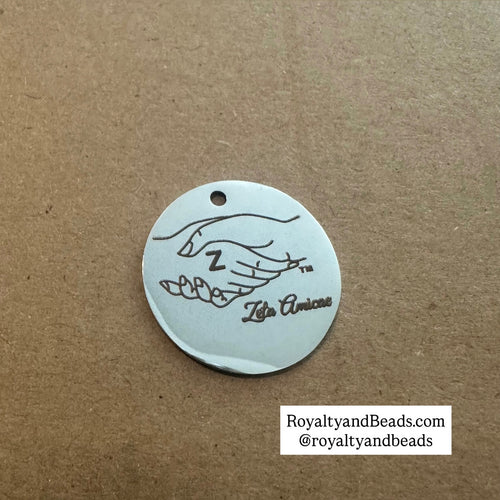 Z
TM
Zeta Amicae
RoyaltyandBeads.com
@royaltyandbeads